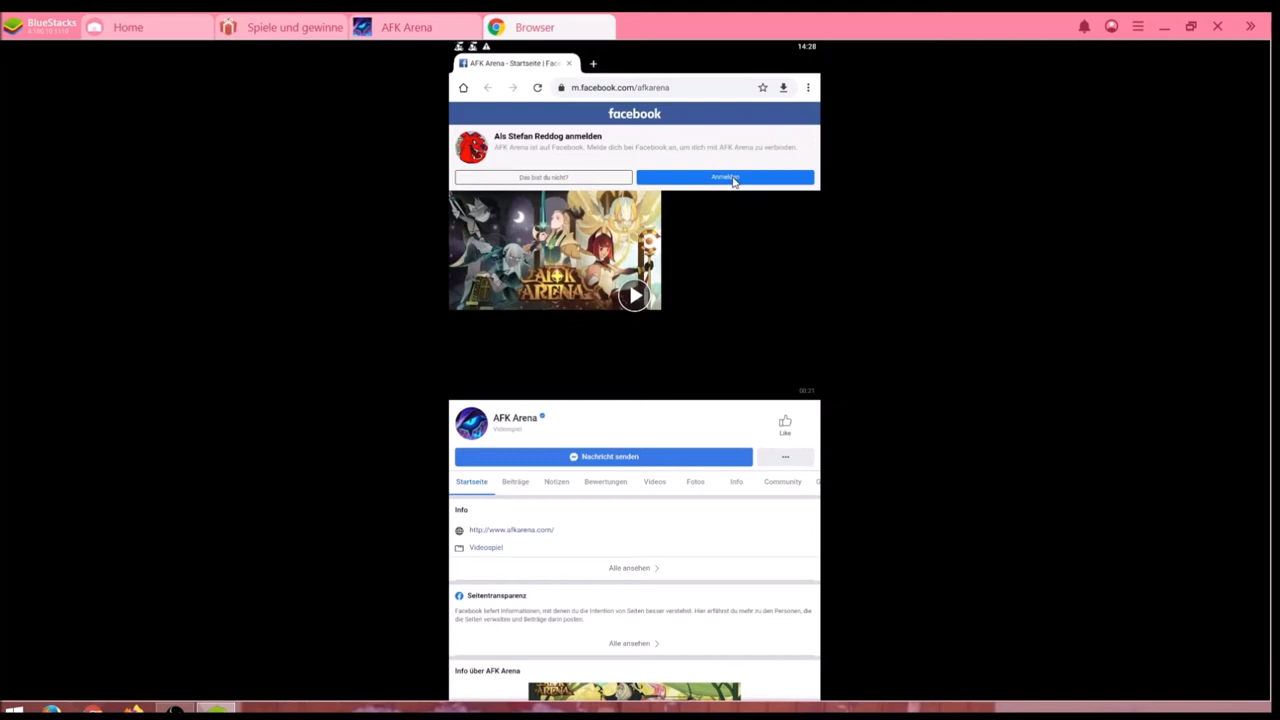 BlueStacks
Home
Spiele und gewinne
AFK Arena
Browser
14:28
AFK Arena - Startseite | Fac
m.facebook.com/afkarena
facebook
Als Stefan Reddog anmelden
AFK Arena ist auf Facebook. Melde dich bei Facebook an, um dich mit AFK Arena zu verbinden.
Das bist du nicht?
Anmelden
AFK
ARENA
00:31
AFK Arena
Videospiel
Like
Nachricht senden
Startseite
Beiträge
Notizen
Bewertungen
Videos
Fotos
Info
Community
G
Info
http://www.afkarena.com/
Videospiel
Alle ansehen
Seitentransparenz
Facebook liefert Informationen, mit denen du die Intention von Seiten besser verstehst. Hier erfährst du mehr zu den Personen, die
die Seiten verwalten und Beiträge darin posten.
Alle ansehen
Info über AFK Arena